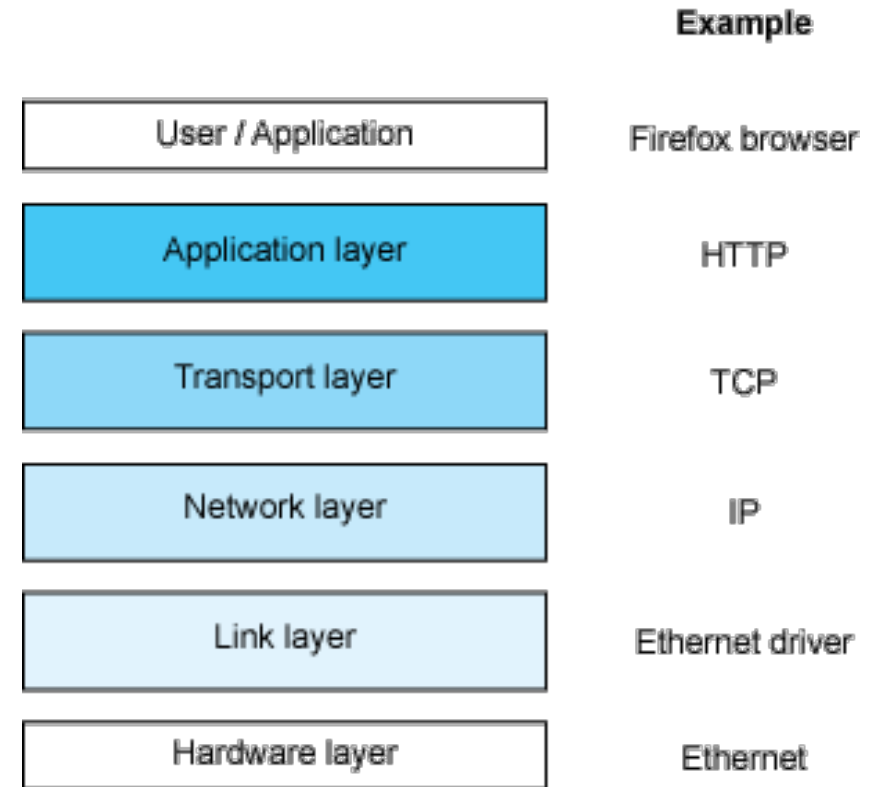 Example
User / Application
Firefox browser
Application layer
HTTP
Transport layer
TCP
Network layer
IP
Link layer
Ethernet driver
Hardware layer
Ethernet